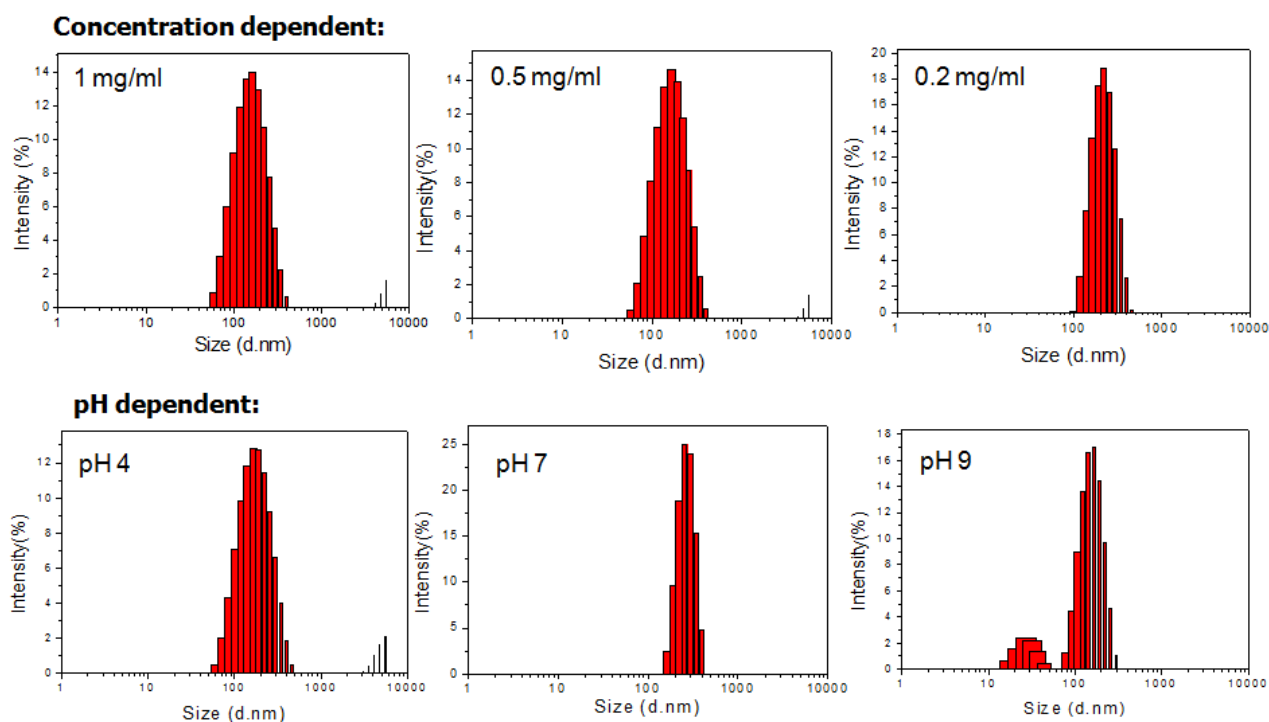 Concentration dependent:
1 mg/ml
Intensity (%)
14
12
10
8
6
4
2
0
1 10 100 1000 10000
Size (d.nm)
0.5 mg/ml
Intensity(%)
14
12
10
8
6
4
2
0
1 10 100 1000 10000
Size (d.nm)
0.2 mg/ml
Intensity (%)
20
18
16
14
12
10
8
6
4
2
0
1 10 100 1000 10000
Size (d.nm)
pH dependent:
pH 4
Intensity(%)
12
10
8
6
4
2
0
1 10 100 1000 10000
Size (d.nm)
pH 7
Intensity(%)
25
20
15
10
5
0
1 10 100 1000 10000
Size (d.nm)
pH 9
Intensity(%)
18
16
14
12
10
8
6
4
2
0
1 10 100 1000 10000
Size (d.nm)